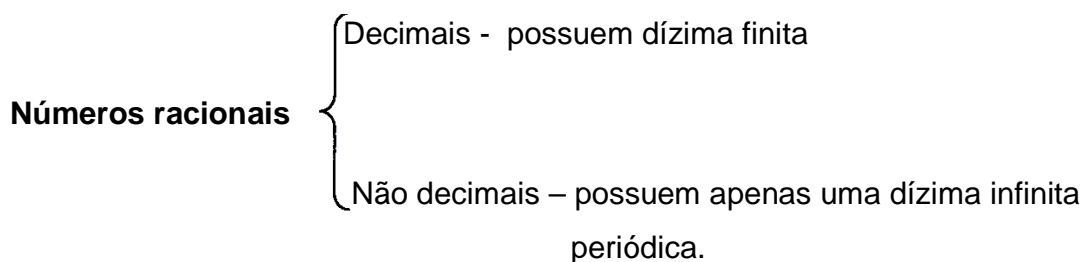 Decimais - possuem dízima finita
Números racionais
Não decimais – possuem apenas uma dízima infinita
periódica.